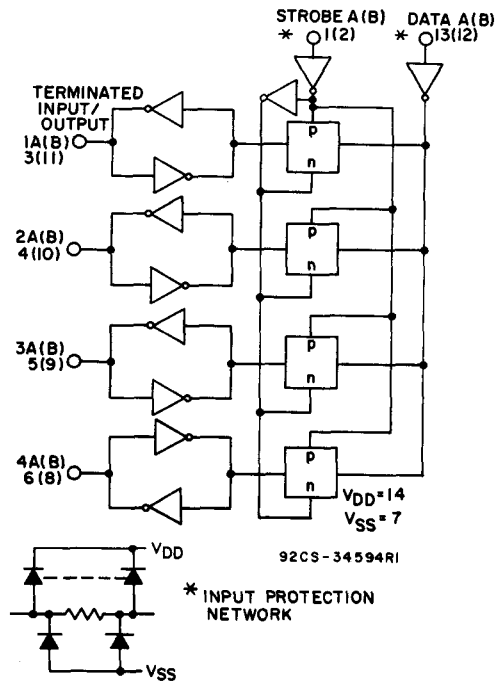 STROBE A(B)
* 1(2)
DATA A(B)
* 13(12)
TERMINATED
INPUT/
OUTPUT
1A(B)
3(11)
p
n
2A(B)
4(10)
p
n
3A(B)
5(9)
p
n
4A(B)
6(8)
p
n
VDD=14
VSS=7
92CS-34594RI
VDD
* INPUT PROTECTION
NETWORK
VSS